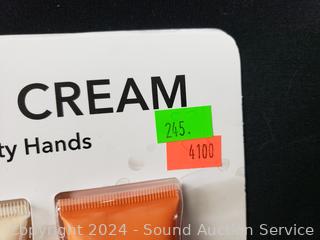 CREAM
ty Hands
245.
4100
Copyright 2024 - Sound Auction Service